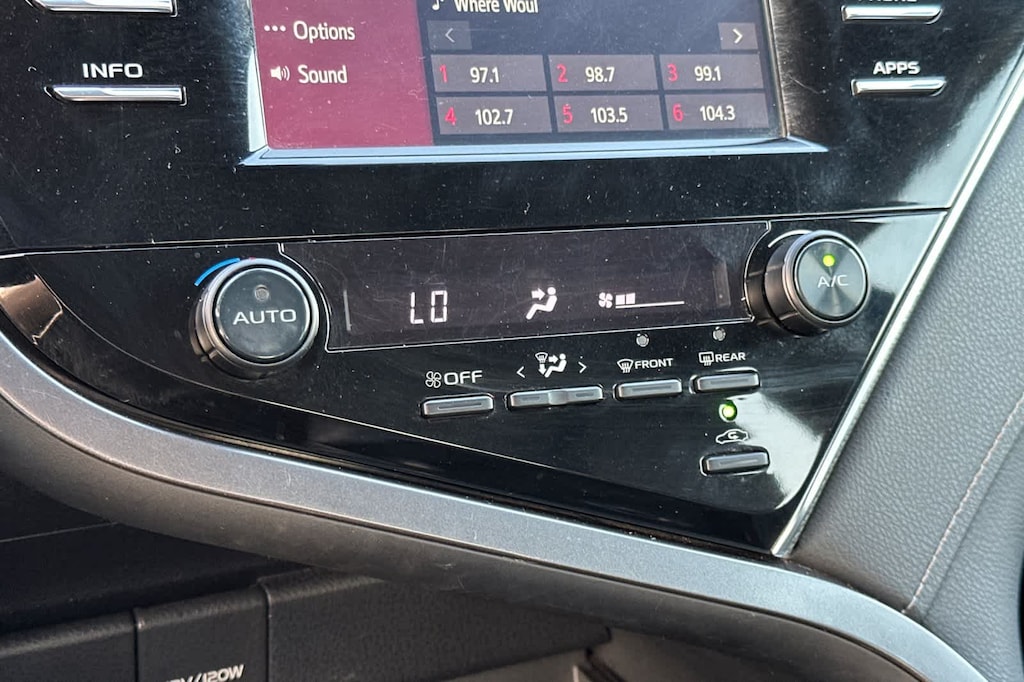 Where Woul
Options
Sound
INFO
APPS
1 97.1
2 98.7
3 99.1
4 102.7
5 103.5
6 104.3
AUTO
LO
A/C
OFF
FRONT
REAR
/120W